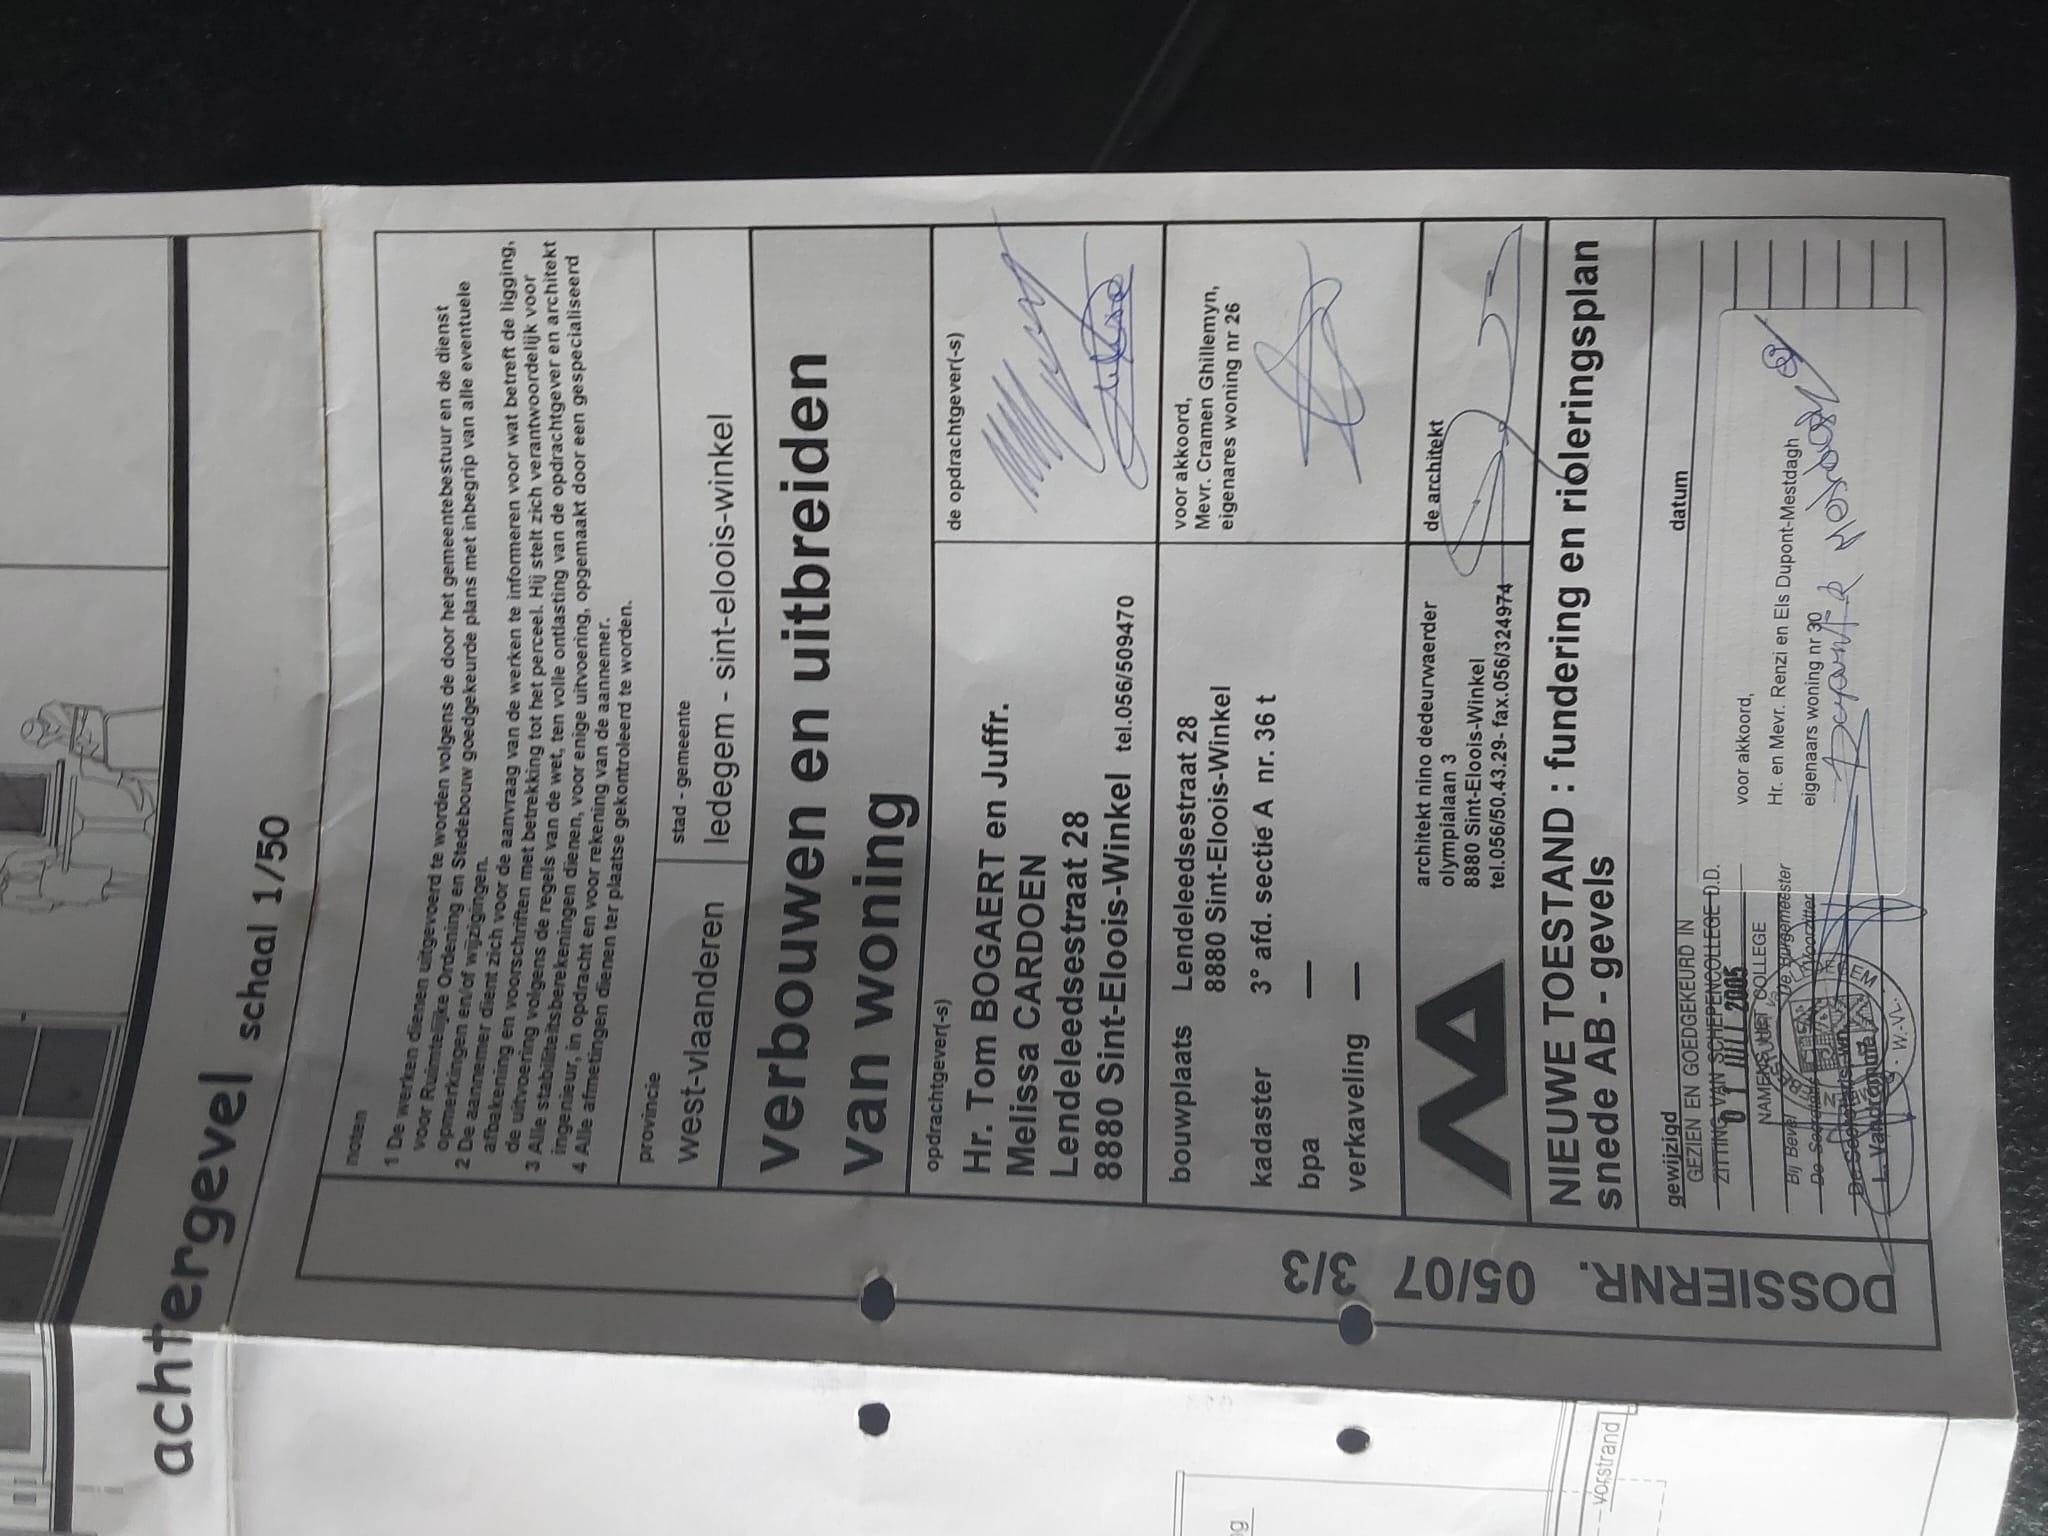 achtergevel schaal 1/50
noten
1 De werken dienen uitgevoerd te worden volgens de door het gemeentebestuur en de dienst
voor Ruimtelijke Ordening en Stedebouw goedgekeurde plans met inbegrip van alle eventuele
opmerkingen en/of wijzigingen.
2 De aannemer dient zich voor de aanvraag van de werken te informeren voor wat betreft de ligging,
afbakening en voorschriften met betrekking tot het perceel. Hij stelt zich verantwoordelijk voor
de uitvoering volgens de regels van de wet, ten volle ontlasting van de opdrachtgever en architekt
3 Alle stabiliteitsberekeningen dienen, voor enige uitvoering, opgemaakt door een gespecialiseerd
ingenieur, in opdracht en voor rekening van de aannemer.
4 Alle afmetingen dienen ter plaatse gekontroleerd te worden.
provincie
west-vlaanderen
stad - gemeente
ledegem - sint-eloois-winkel
verbouwen en uitbreiden
van woning
opdrachtgever(-s)
Hr. Tom BOGAERT en Juffr.
Melissa CARDOEN
Lendeleedsestraat 28
8880 Sint-Eloois-Winkel tel.056/509470
de opdrachtgever(-s)
bouwplaats Lendeleedsestraat 28
8880 Sint-Eloois-Winkel
kadaster 3° afd. sectie A nr. 36 t
bpa —
verkaveling —
voor akkoord,
Mevr. Cramen Ghillemyn,
eigenares woning nr 26
architekt nino dedeurwaerder
olympialaan 3
8880 Sint-Eloois-Winkel
tel.056/50.43.29- fax.056/324974
de architekt
NIEUWE TOESTAND : fundering en rioleringsplan
snede AB - gevels
gewijzigd
datum
GEZIEN EN GOEDGEKEURD IN
ZITTING VAN SCHEPENCOLLEGE D.D.
0 1 JUNI 2005
NAMENS HET COLLEGE
Bij Bevel
De Burgemeester
De Secretaris
Voorzitter
L. Vandromme
W.-VL.
voor akkoord,
Hr. en Mevr. Renzi en Els Dupont-Mestdagh
eigenaars woning nr 30
DOSSIERNR. 05/07 3/3
vorstrand